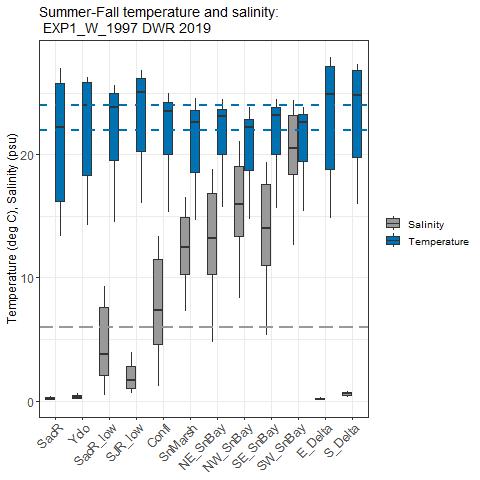 Summer-Fall temperature and salinity:
EXP1_W_1997 DWR 2019
Temperature (deg C), Salinity (psu)
20
10
0
Salinity
Temperature
SacR
Ydo
SacR_low
SJR_low
Confl
SnMarsh
NE_SnBay
NW_SnBay
SE_SnBay
SW_SnBay
E_Delta
S_Delta